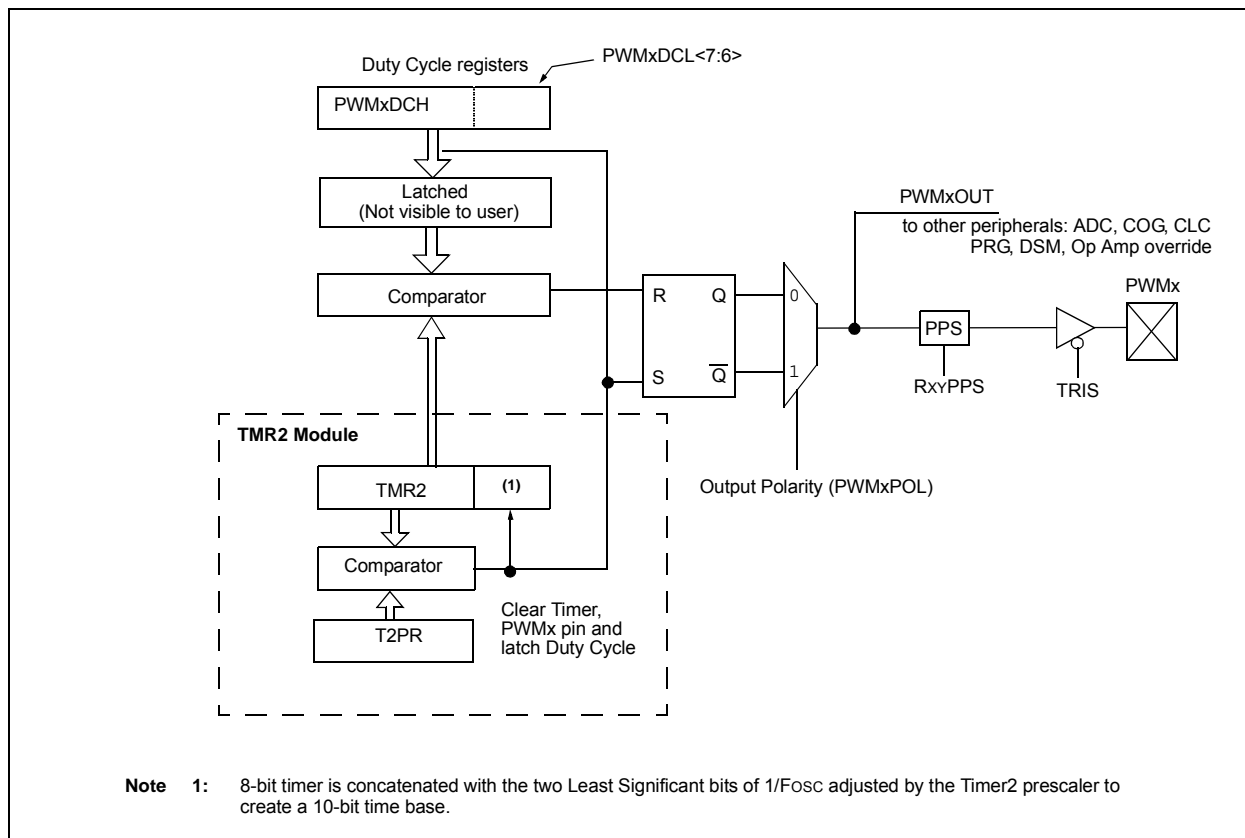 Duty Cycle registers
PWMxDCL<7:6>
PWMxDCH
Latched
(Not visible to user)
Comparator
R
Q
S
Q̅
0
1
PWMxOUT
to other peripherals: ADC, COG, CLC
PRG, DSM, Op Amp override
PWMx
PPS
RXYPPS
TRIS
Output Polarity (PWMxPOL)
TMR2 Module
TMR2
(1)
Comparator
T2PR
Clear Timer,
PWMx pin and
latch Duty Cycle
Note 1: 8-bit timer is concatenated with the two Least Significant bits of 1/FOSC adjusted by the Timer2 prescaler to
create a 10-bit time base.